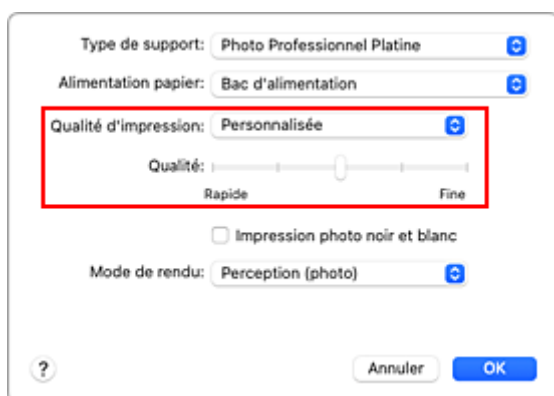 Type de support: Photo Professionnel Platine
Alimentation papier: Bac d'alimentation
Qualité d'impression: Personnalisée
Qualité:
Rapide Fine
Impression photo noir et blanc
Mode de rendu: Perception (photo)
? Annuler OK